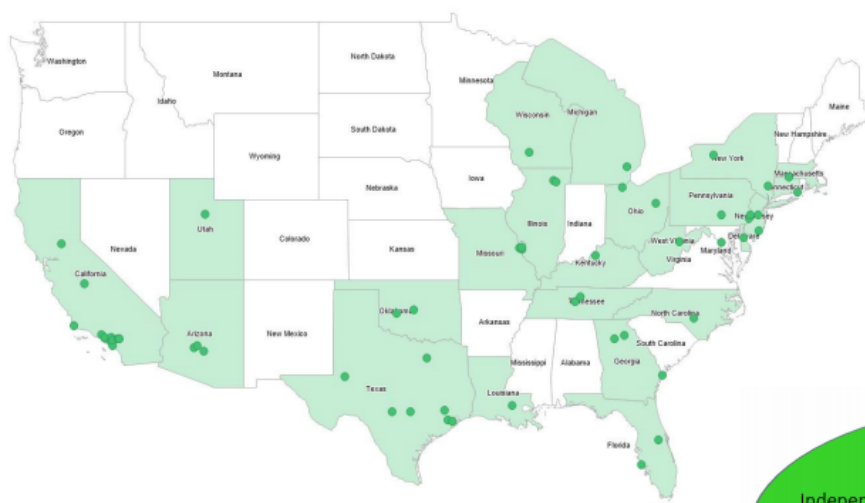 Washington
Montana
North Dakota
Minnesota
Maine
Idaho
Oregon
South Dakota
Wisconsin
Michigan
New Hampshire
New York
Wyoming
Massachusetts
Connecticut
Iowa
Nebraska
Pennsylvania
Ohio
Illinois
Indiana
New Jersey
Utah
Nevada
Colorado
Kansas
Missouri
West Virginia
Delaware
Maryland
Kentucky
Virginia
California
Oklahoma
Tennessee
North Carolina
Arizona
New Mexico
Arkansas
South Carolina
Mississippi
Alabama
Georgia
Texas
Louisiana
Florida
Indepen